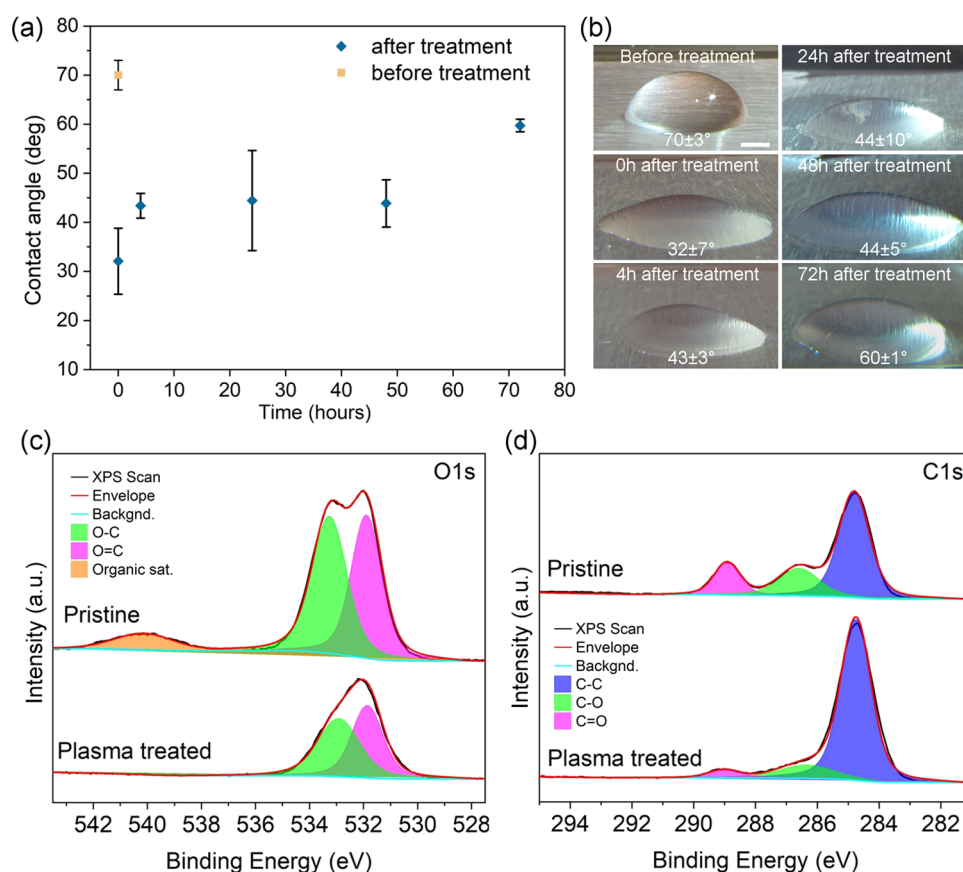 (a)
80
70
60
50
40
30
20
10
Contact angle (deg)
after treatment
before treatment
0 10 20 30 40 50 60 70 80
Time (hours)
(b)
Before treatment
70±3°
24h after treatment
44±10°
0h after treatment
32±7°
48h after treatment
44±5°
4h after treatment
43±3°
72h after treatment
60±1°
(c)
O1s
XPS Scan
Envelope
Backgnd.
O-C
O=C
Organic sat.
Pristine
Plasma treated
Intensity (a.u.)
542 540 538 536 534 532 530 528
Binding Energy (eV)
(d)
C1s
Pristine
XPS Scan
Envelope
Backgnd.
C-C
C-O
C=O
Plasma treated
Intensity (a.u.)
294 292 290 288 286 284 282
Binding Energy (eV)